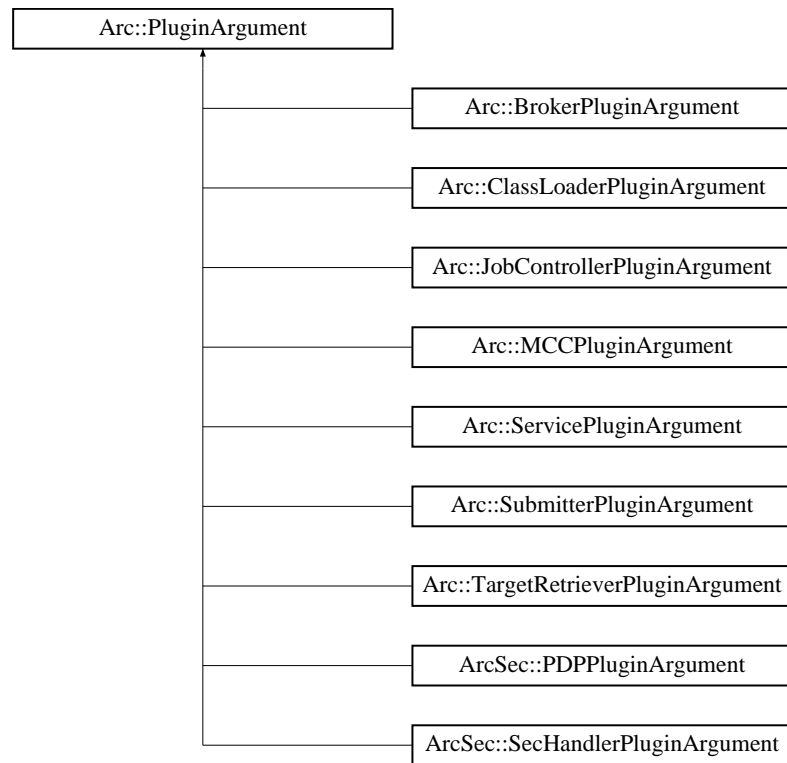 Arc::PluginArgument
Arc::BrokerPluginArgument
Arc::ClassLoaderPluginArgument
Arc::JobControllerPluginArgument
Arc::MCCPluginArgument
Arc::ServicePluginArgument
Arc::SubmitterPluginArgument
Arc::TargetRetrieverPluginArgument
ArcSec::PDPPluginArgument
ArcSec::SecHandlerPluginArgument